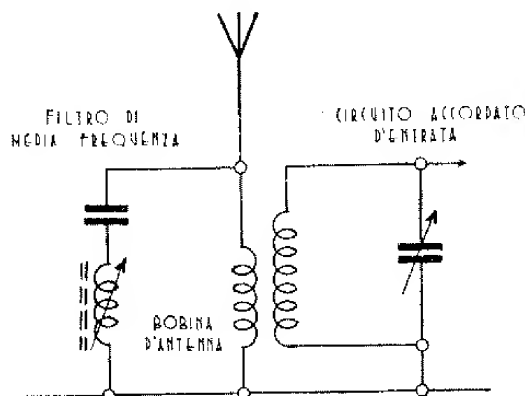 FILTRO DI
MEDIA FREQUENZA
CIRCUITO ACCORDATO
D'ENTRATA
BOBINA
D'ANTENNA